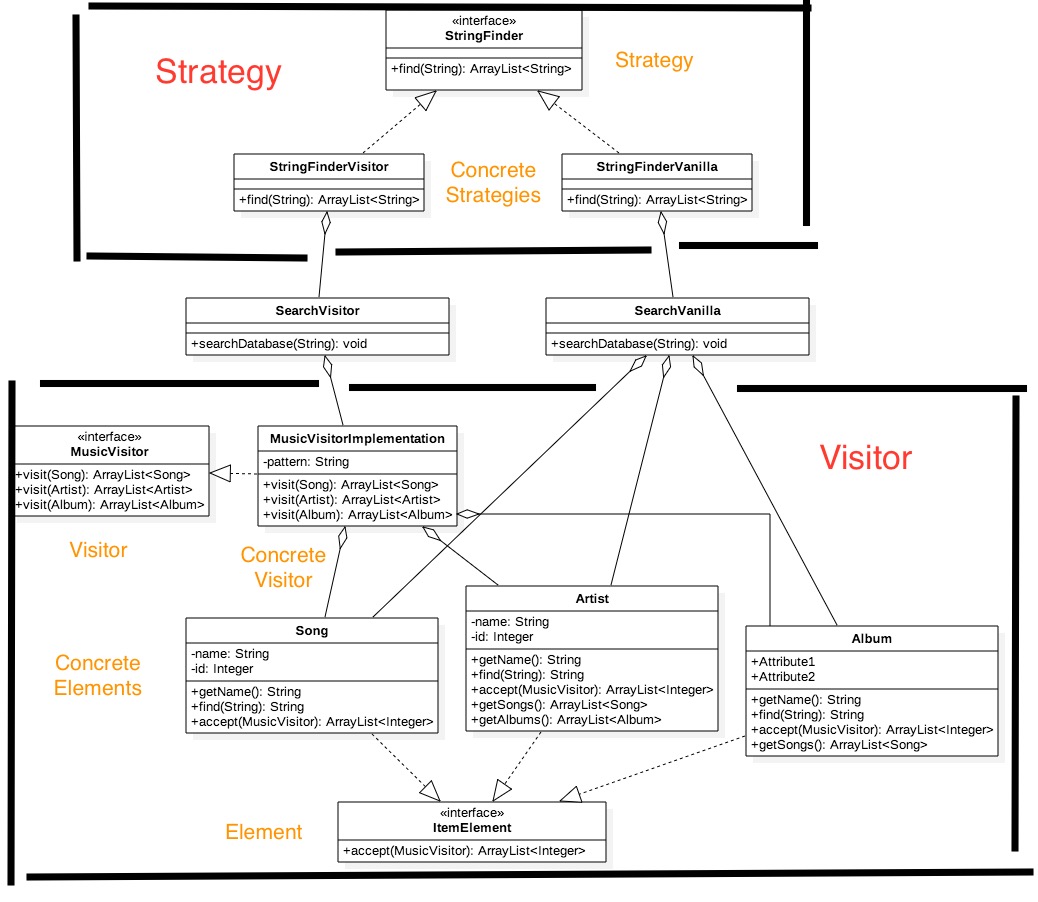 «interface»
StringFinder
+find(String): ArrayList<String>
Strategy
Strategy
StringFinderVisitor
+find(String): ArrayList<String>
Concrete
Strategies
StringFinderVanilla
+find(String): ArrayList<String>
SearchVisitor
+searchDatabase(String): void
SearchVanilla
+searchDatabase(String): void
«interface»
MusicVisitor
+visit(Song): ArrayList<Song>
+visit(Artist): ArrayList<Artist>
+visit(Album): ArrayList<Album>
MusicVisitorImplementation
-pattern: String
+visit(Song): ArrayList<Song>
+visit(Artist): ArrayList<Artist>
+visit(Album): ArrayList<Album>
Visitor
Visitor
Concrete
Visitor
Concrete
Elements
Song
-name: String
-id: Integer
+getName(): String
+find(String): String
+accept(MusicVisitor): ArrayList<Integer>
Artist
-name: String
-id: Integer
+getName(): String
+find(String): String
+accept(MusicVisitor): ArrayList<Integer>
+getSongs(): ArrayList<Song>
+getAlbums(): ArrayList<Album>
Album
+Attribute1
+Attribute2
+getName(): String
+find(String): String
+accept(MusicVisitor): ArrayList<Integer>
+getSongs(): ArrayList<Song>
Element
«interface»
ItemElement
+accept(MusicVisitor): ArrayList<Integer>